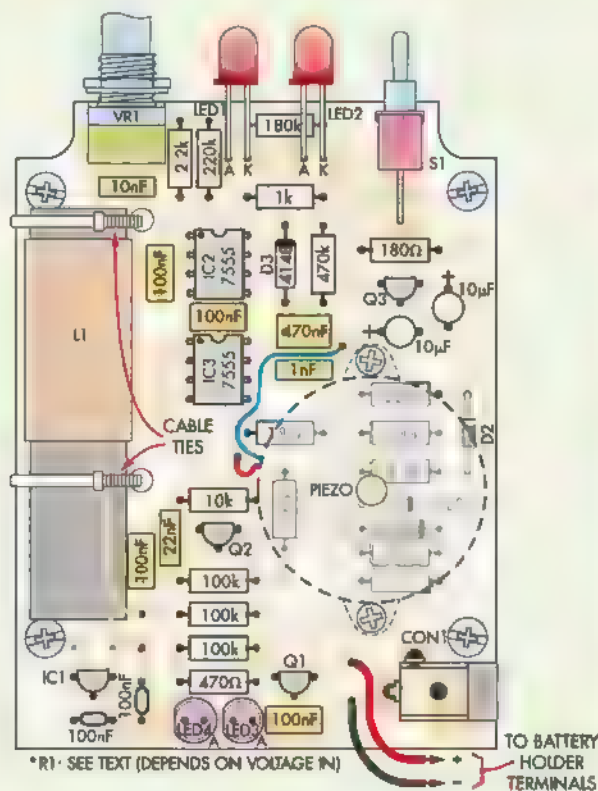 LED1
LED2
VR1
2.2k
220k
180k
A
K
A
K
S1
10nF
1k
100nF
IC2
7555
D3
4148
470k
180Ω
Q3
10µF
10µF
100nF
470nF
L1
IC3
7555
1nF
CABLE
TIES
D2
PIEZO
10k
22nF
Q2
100nF
100k
100k
100k
CON1
IC1
470Ω
Q1
100nF
100nF
LED4
A
LED3
A
100nF
*R1: SEE TEXT (DEPENDS ON VOLTAGE IN)
+
–
TO BATTERY
HOLDER
TERMINALS